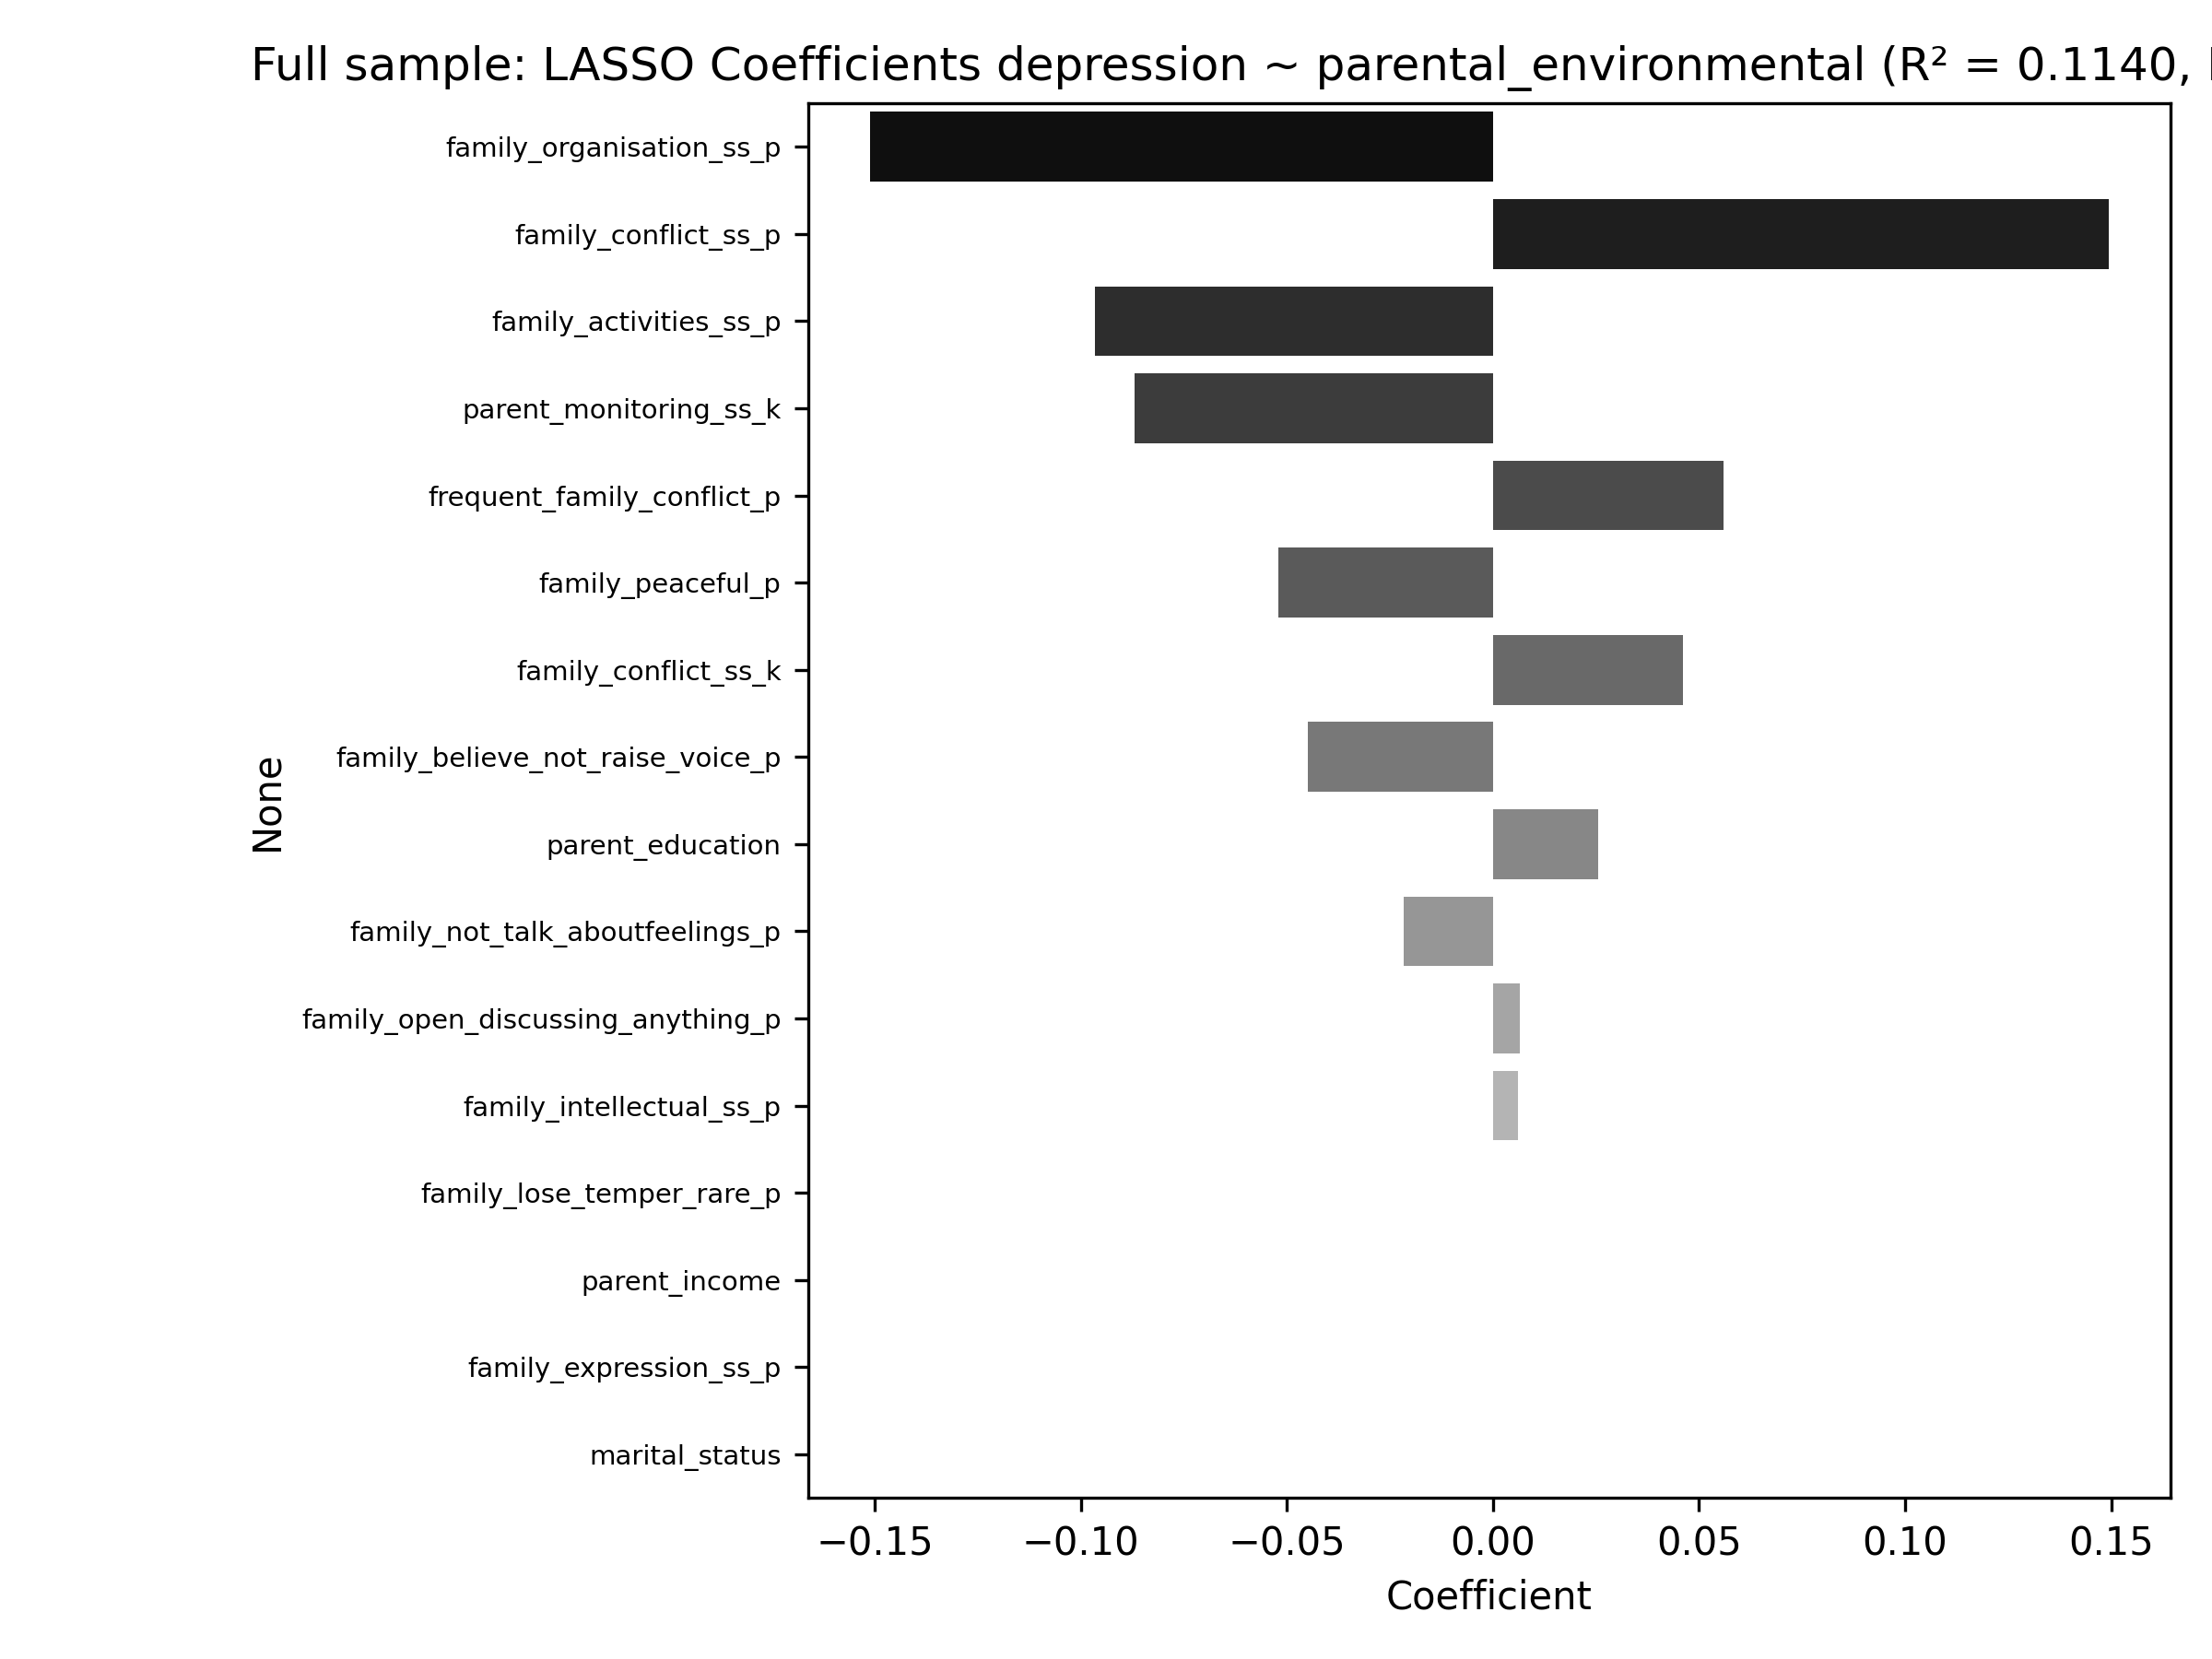 Full sample: LASSO Coefficients depression ~ parental_environmental (R² = 0.1140,
family_organisation_ss_p
family_conflict_ss_p
family_activities_ss_p
parent_monitoring_ss_k
frequent_family_conflict_p
family_peaceful_p
family_conflict_ss_k
family_believe_not_raise_voice_p
parent_education
family_not_talk_aboutfeelings_p
family_open_discussing_anything_p
family_intellectual_ss_p
family_lose_temper_rare_p
parent_income
family_expression_ss_p
marital_status
None
−0.15 −0.10 −0.05 0.00 0.05 0.10 0.15
Coefficient